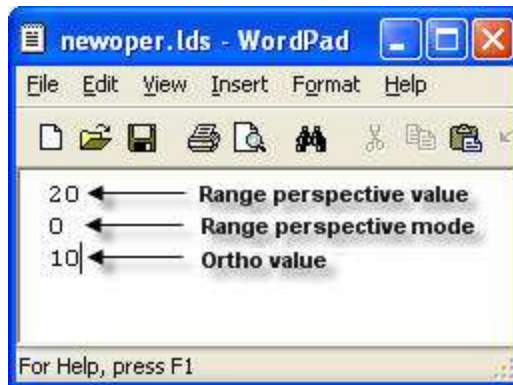 newoper.lds - WordPad
File Edit View Insert Format Help
20 Range perspective value
0 Range perspective mode
10 Ortho value
For Help, press F1